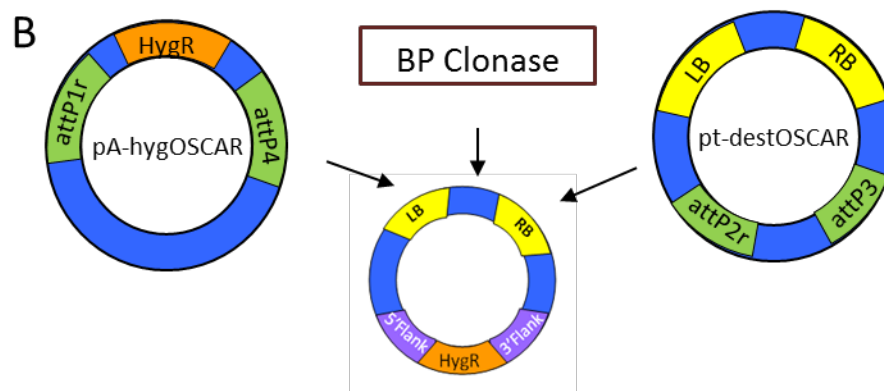 B
HygR
attP1r
attP4
pA-hygOSCAR
BP Clonase
LB
RB
pt-destOSCAR
attP2r
attP3
LB
RB
5'Flank
HygR
3'Flank